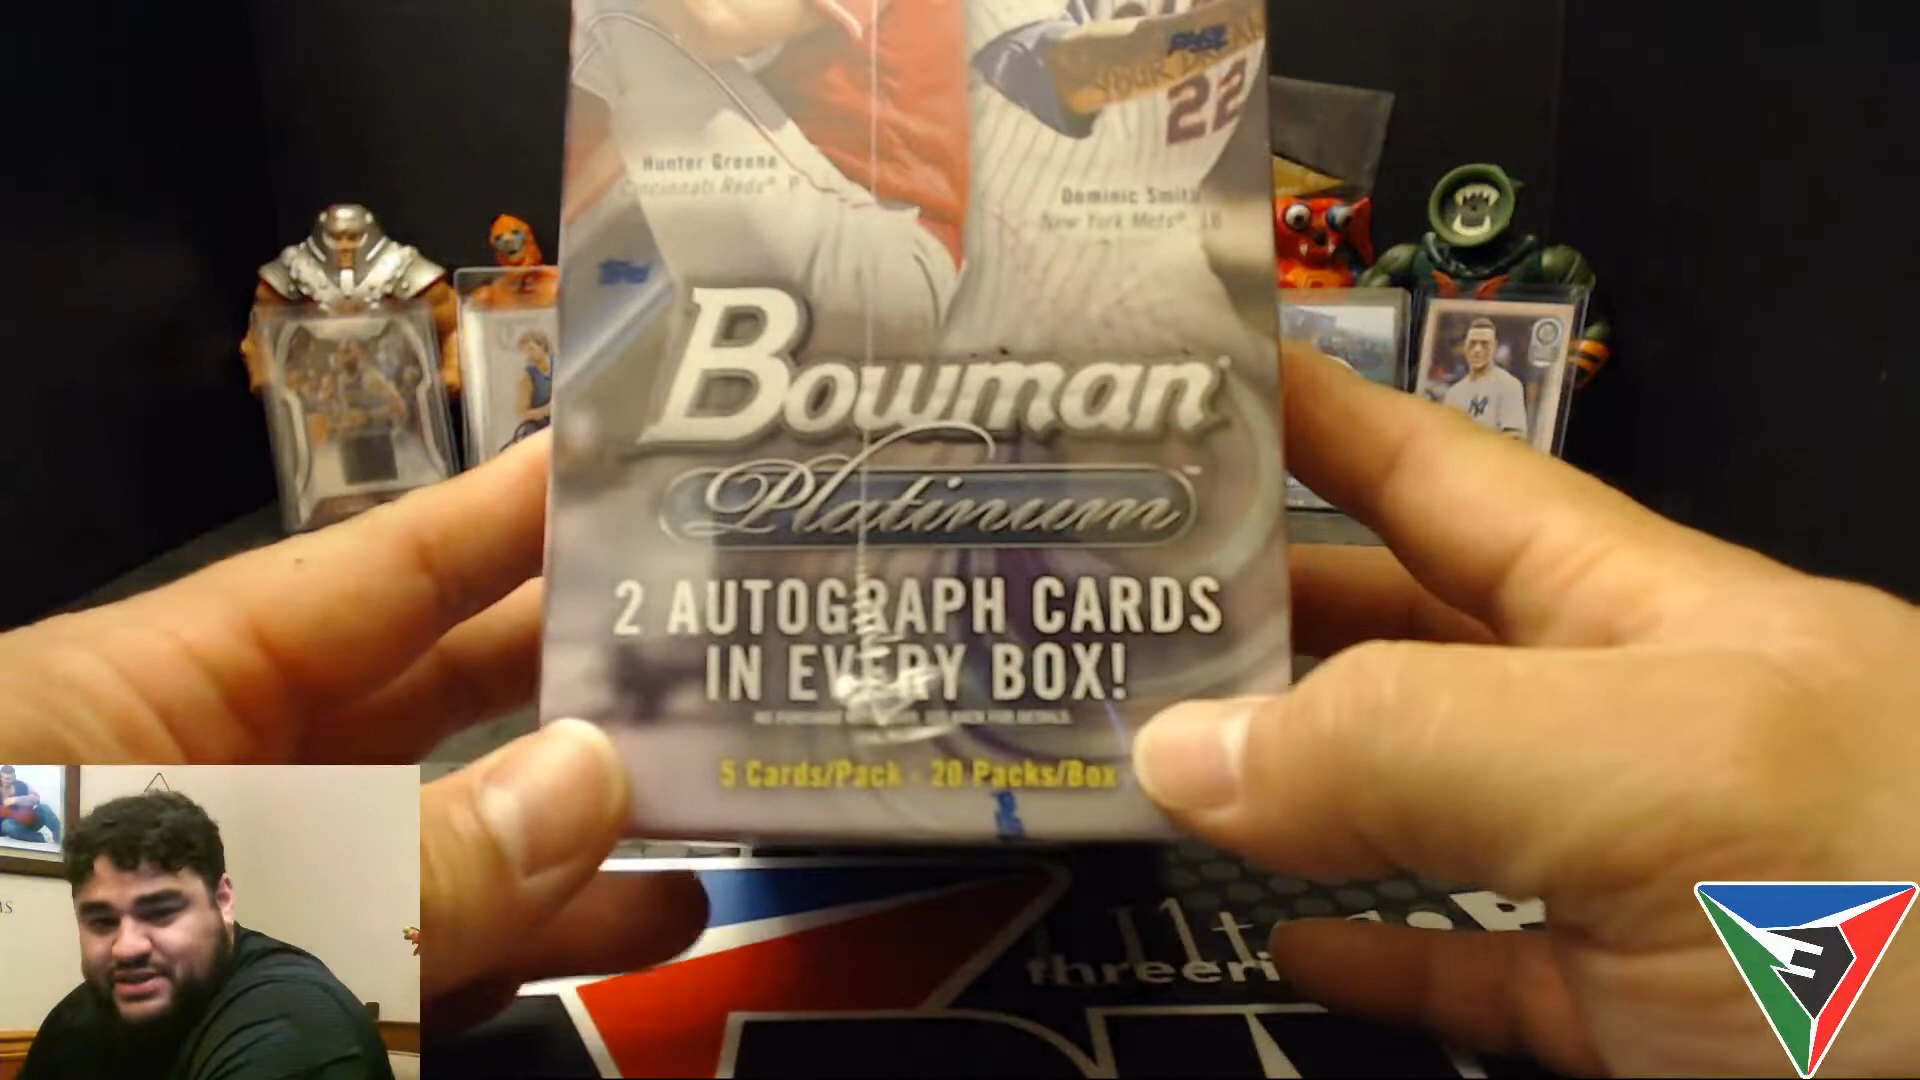 22
Hunter Greene
Cincinnati Reds® P
Dominic Smith
New York Mets® 1B
Topps
Bowman
Platinum™
2 AUTOGRAPH CARDS
IN EVERY BOX!
5 Cards/Pack - 20 Packs/Box